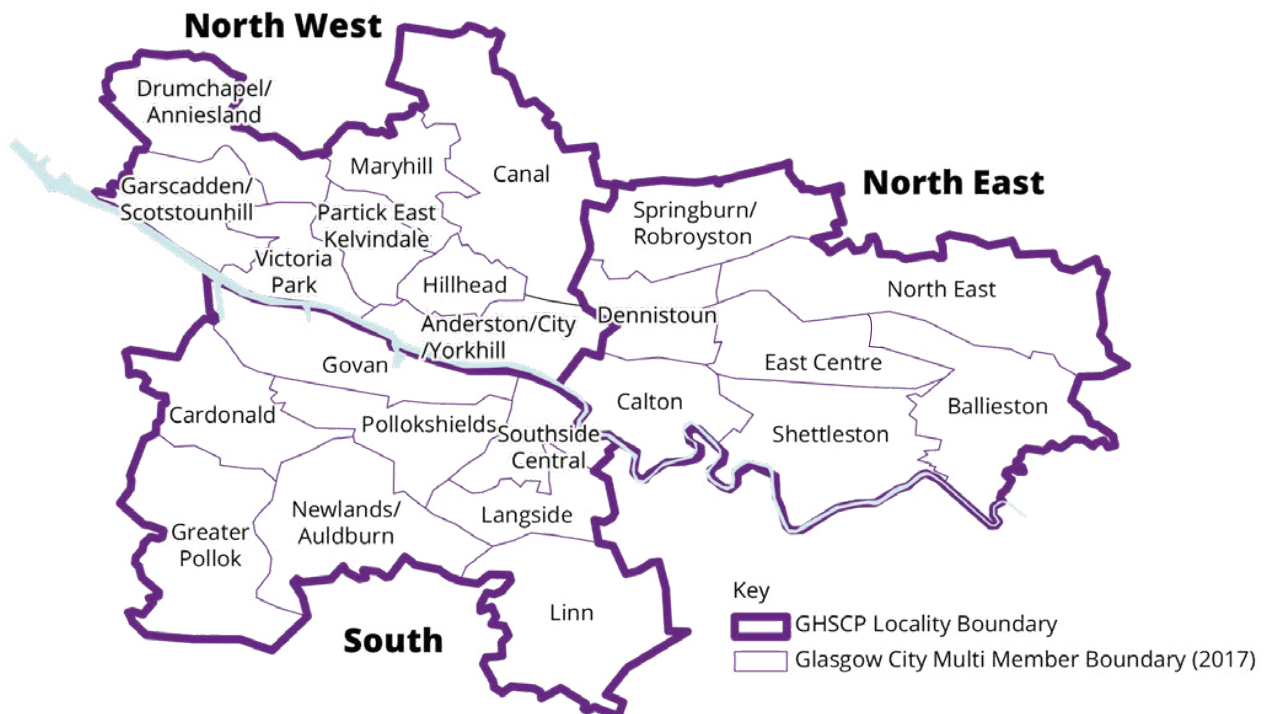 North West
Drumchapel/
Anniesland
Maryhill
Canal
Garscadden/
Scotstounhill
Partick East
Kelvindale
Victoria
Park
Hillhead
Anderston/City
/Yorkhill
North East
Springburn/
Robroyston
North East
Dennistoun
East Centre
Calton
Ballieston
Shettleston
Govan
Cardonald
Pollokshields
Southside
Central
Langside
Newlands/
Auldburn
Greater
Pollok
Linn
South
Key
GHSCP Locality Boundary
Glasgow City Multi Member Boundary (2017)